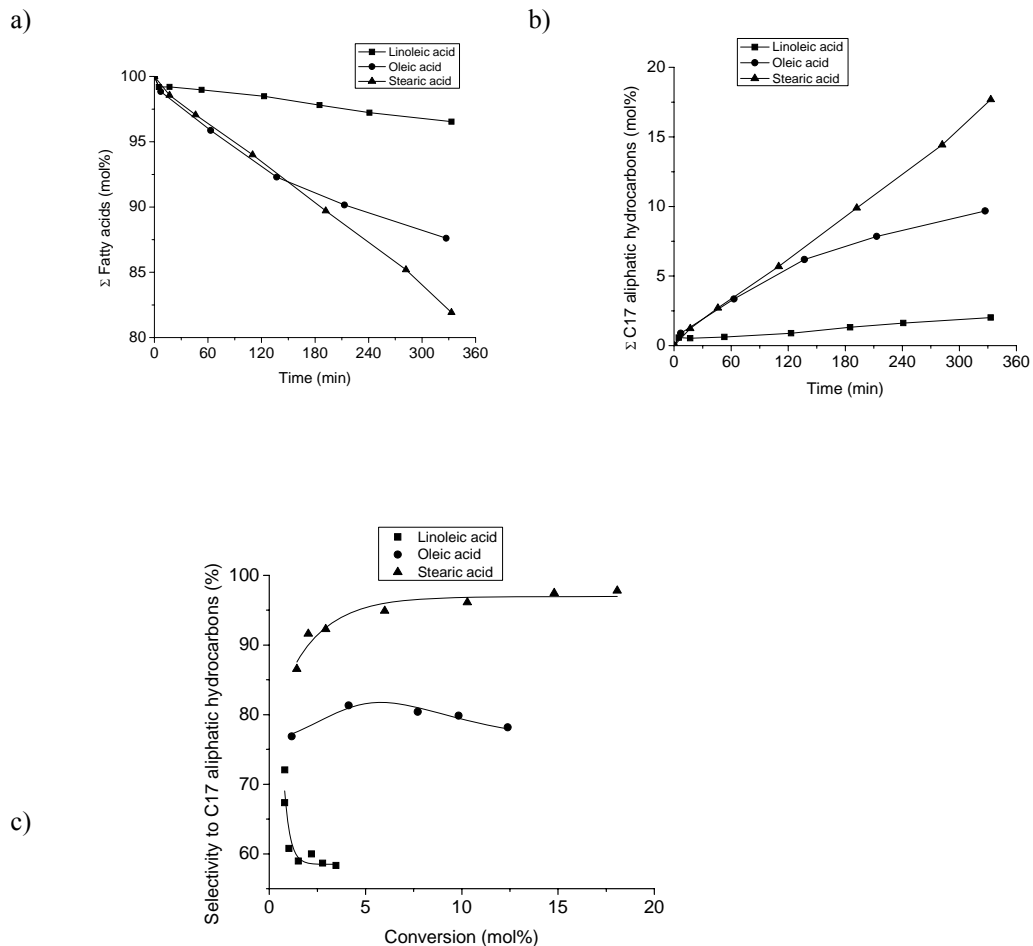 a)
Linoleic acid
Oleic acid
Stearic acid
100
95
90
85
80
Σ Fatty acids (mol%)
0 60 120 180 240 300 360
Time (min)
b)
Linoleic acid
Oleic acid
Stearic acid
20
15
10
5
0
Σ C17 aliphatic hydrocarbons (mol%)
0 60 120 180 240 300 360
Time (min)
c)
Linoleic acid
Oleic acid
Stearic acid
100
90
80
70
60
Selectivity to C17 aliphatic hydrocarbons (%)
0 5 10 15 20
Conversion (mol%)